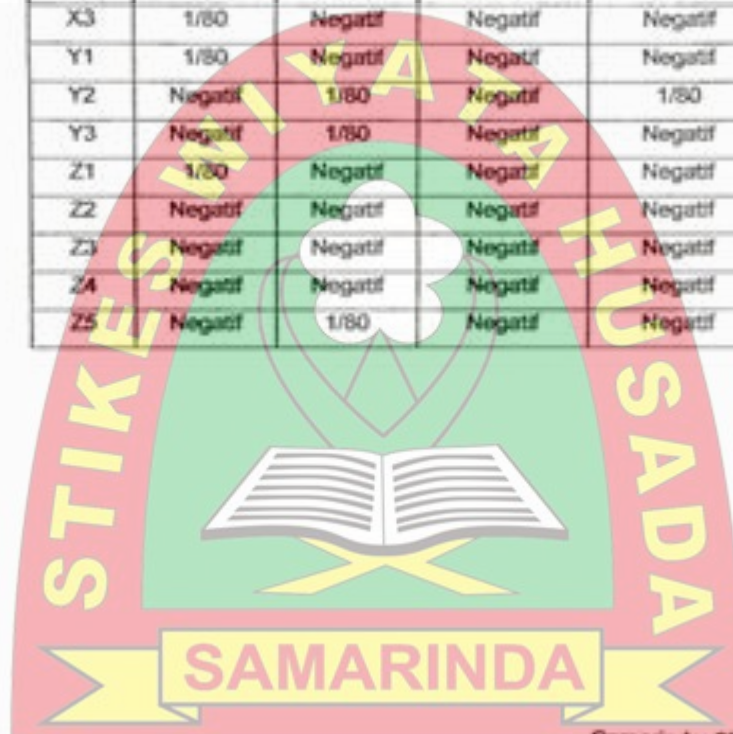 X3 1/80 Negatif Negatif Negatif
Y1 1/80 Negatif Negatif Negatif
Y2 Negatif 1/80 Negatif 1/80
Y3 Negatif 1/80 Negatif Negatif
Z1 1/80 Negatif Negatif Negatif
Z2 Negatif Negatif Negatif Negatif
Z3 Negatif Negatif Negatif Negatif
Z4 Negatif Negatif Negatif Negatif
Z5 Negatif 1/80 Negatif Negatif
STIKES WIYATA HUSADA
SAMARINDA